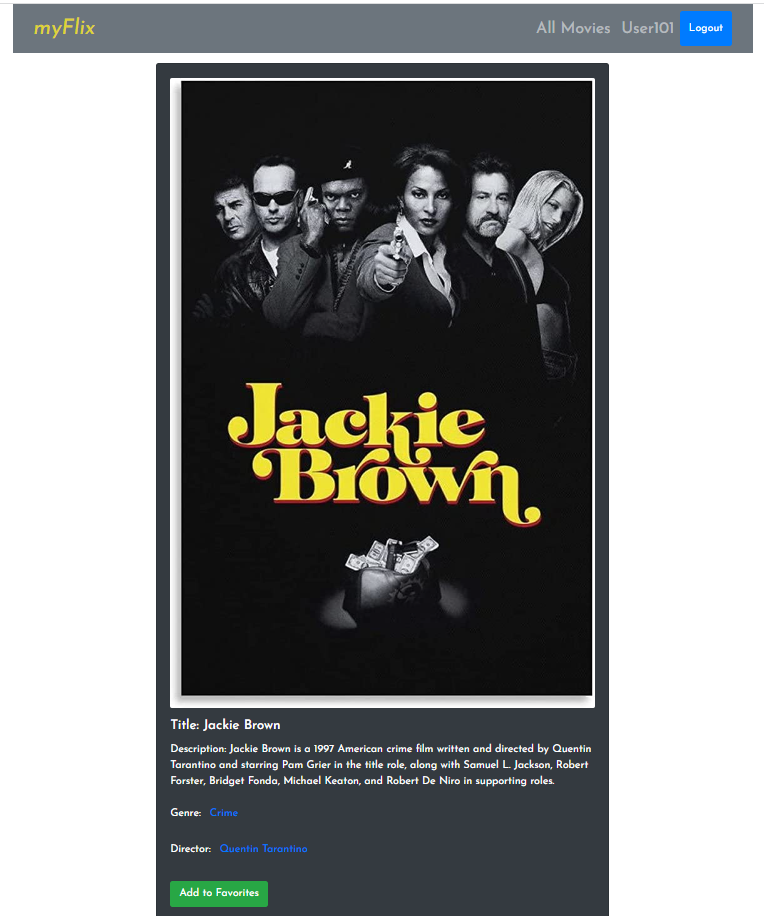 myFlix
All Movies User101 Logout
Jackie
Brown
Title: Jackie Brown
Description: Jackie Brown is a 1997 American crime film written and directed by Quentin
Tarantino and starring Pam Grier in the title role, along with Samuel L. Jackson, Robert
Forster, Bridget Fonda, Michael Keaton, and Robert De Niro in supporting roles.
Genre: Crime
Director: Quentin Tarantino
Add to Favorites